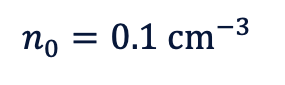 n₀ = 0.1 cm⁻³